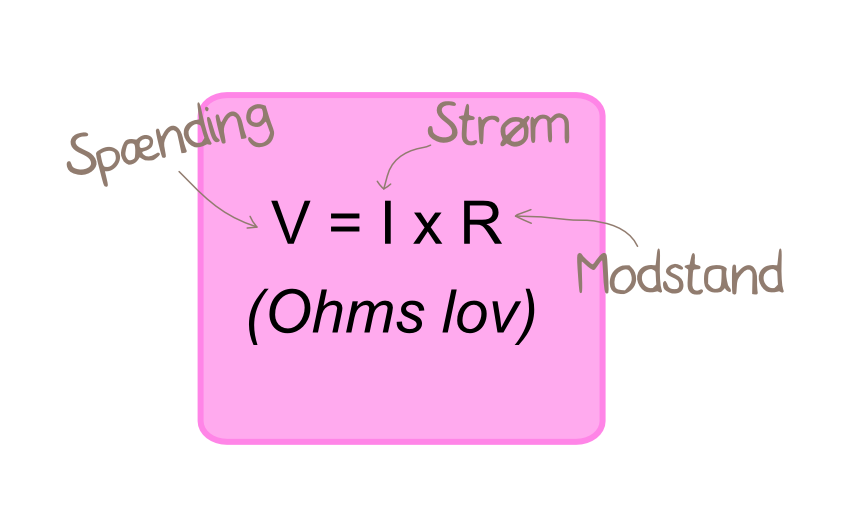 Spænding
Strøm
V = I x R
Modstand
(Ohms lov)